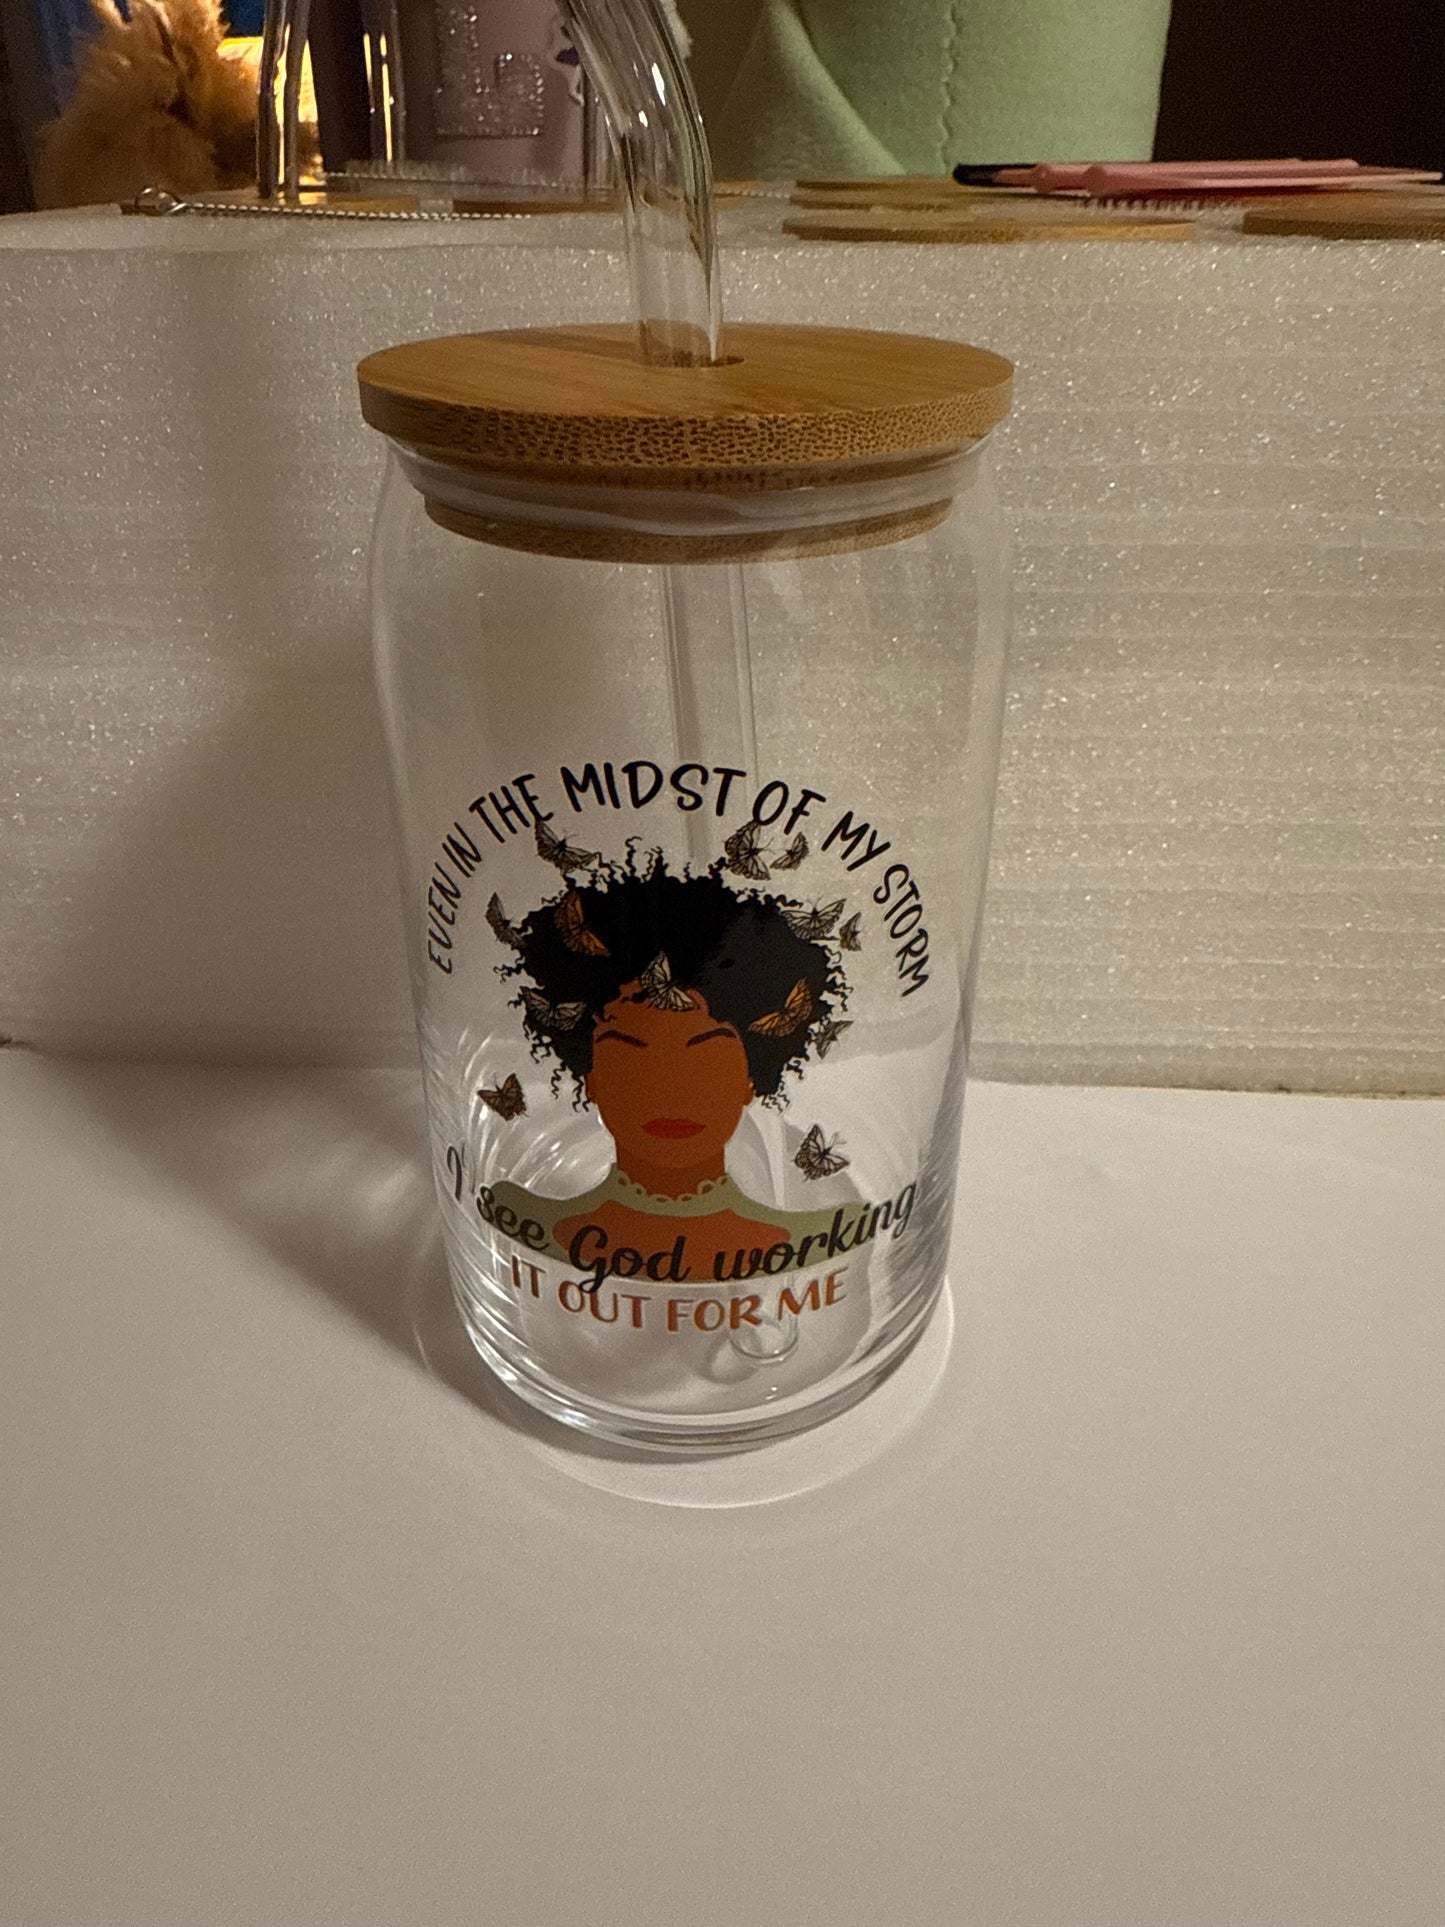 EVEN IN THE MIDST OF MY STORM
I see God working
IT OUT FOR ME